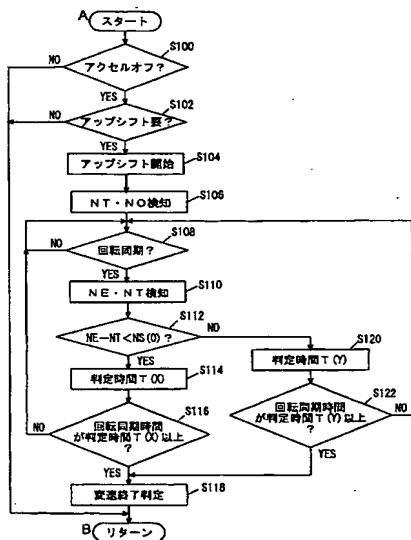 A
スタート
S100
アクセルオフ?
NO
YES
S102
アップシフト要?
NO
YES
S104
アップシフト開始
S106
NT・NO検知
S108
回転同期?
NO
YES
S110
NE・NT検知
S112
NE-NT<NS(0)?
NO
YES
S114
判定時間T(X)
S120
判定時間T(Y)
S116
回転同期時間
が判定時間T(X)以上
?
NO
YES
S122
回転同期時間
が判定時間T(Y)以上
?
NO
YES
S118
変速終了判定
B
リターン